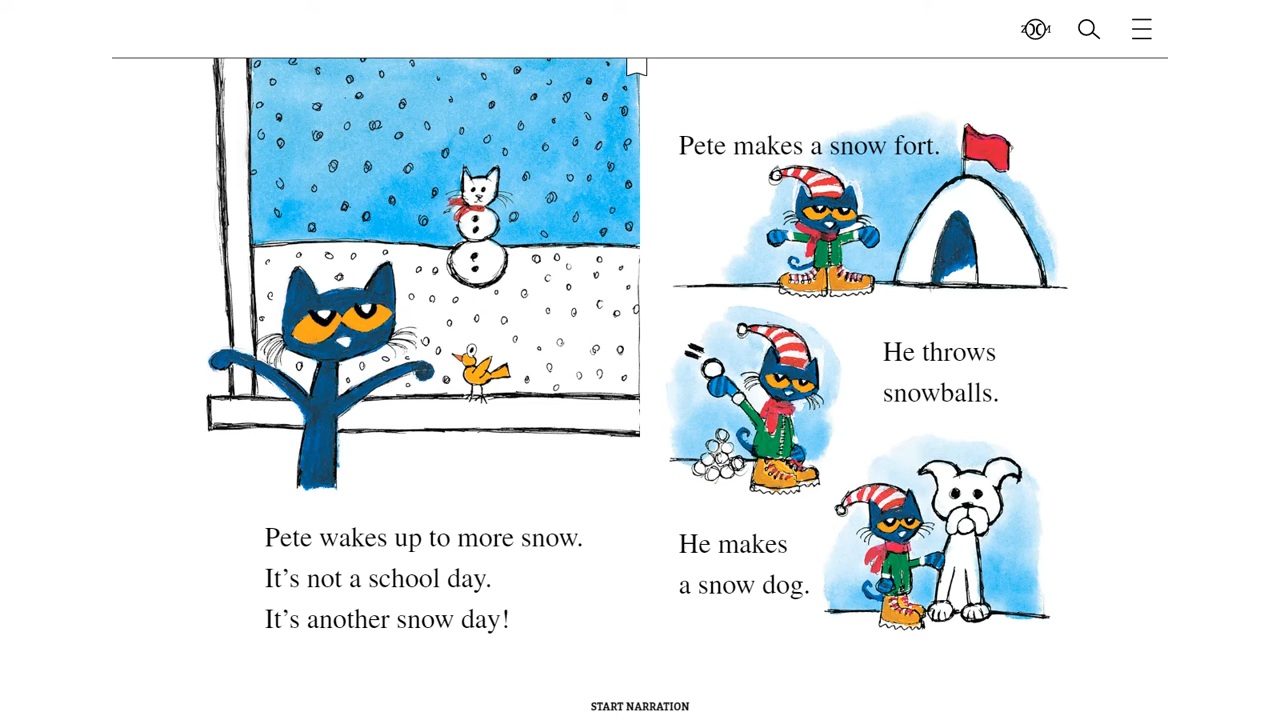 ZOOM
Pete wakes up to more snow.
It's not a school day.
It's another snow day!
Pete makes a snow fort.
He throws
snowballs.
He makes
a snow dog.
START NARRATION